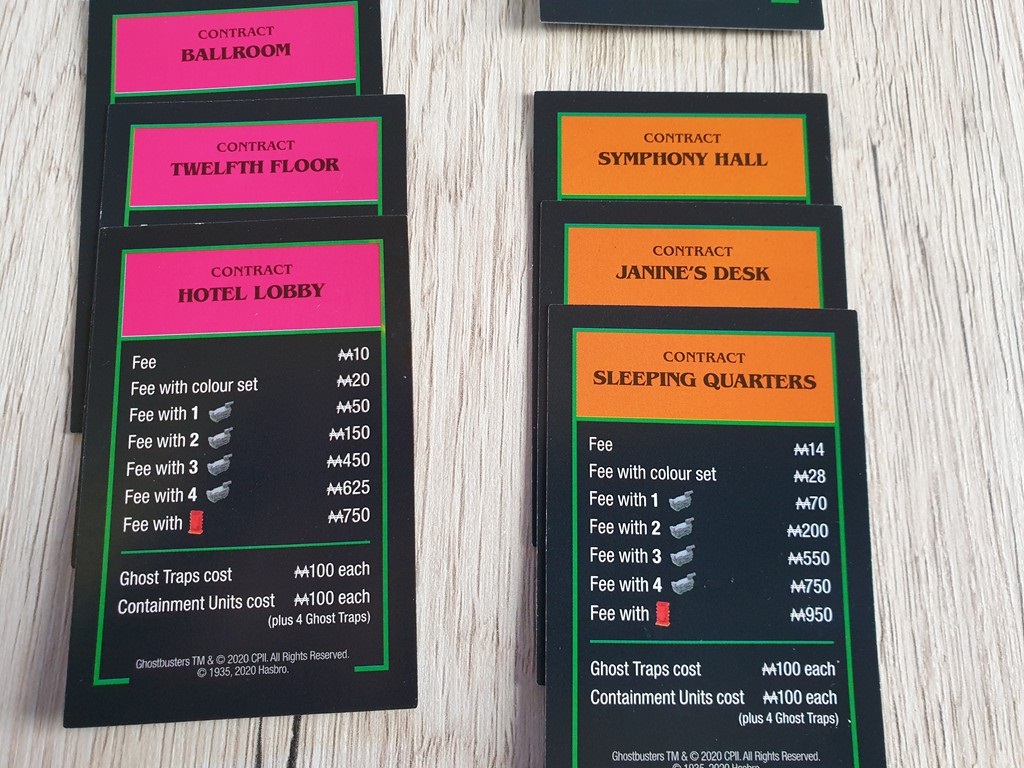 CONTRACT
BALLROOM
CONTRACT
TWELFTH FLOOR
CONTRACT
HOTEL LOBBY
Fee ₩10
Fee with colour set ₩20
Fee with 1 ₩50
Fee with 2 ₩150
Fee with 3 ₩450
Fee with 4 ₩625
Fee with ₩750
Ghost Traps cost ₩100 each
Containment Units cost ₩100 each
(plus 4 Ghost Traps)
Ghostbusters TM & © 2020 CPII. All Rights Reserved.
© 1935, 2020 Hasbro.
CONTRACT
SYMPHONY HALL
CONTRACT
JANINE'S DESK
CONTRACT
SLEEPING QUARTERS
Fee ₩14
Fee with colour set ₩28
Fee with 1 ₩70
Fee with 2 ₩200
Fee with 3 ₩550
Fee with 4 ₩750
Fee with ₩950
Ghost Traps cost ₩100 each
Containment Units cost ₩100 each
(plus 4 Ghost Traps)
Ghostbusters TM & © 2020 CPII. All Rights Reserved.
© 1935, 2020 Hasbro.